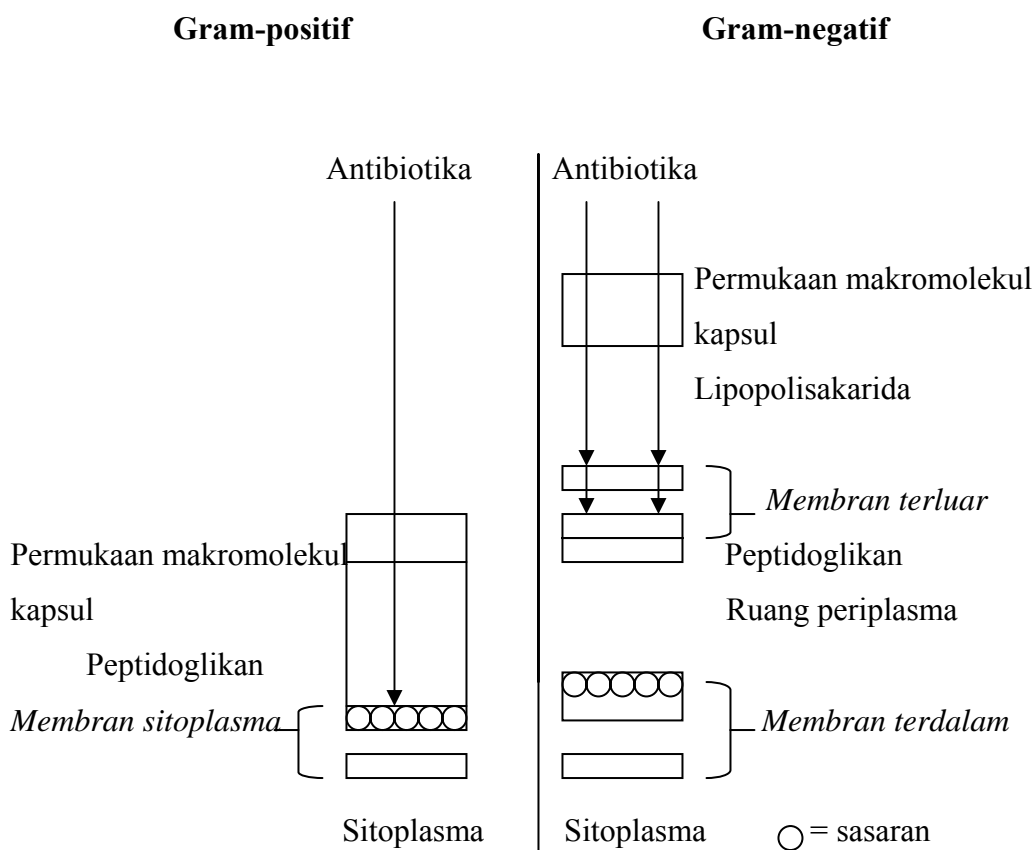 Gram-positif
Gram-negatif
Antibiotika
Antibiotika
Permukaan makromolekul
kapsul
Lipopolisakarida
Membran terluar
Permukaan makromolekul
kapsul
Peptidoglikan
Membran sitoplasma
Peptidoglikan
Ruang periplasma
Membran terdalam
Sitoplasma
Sitoplasma
= sasaran